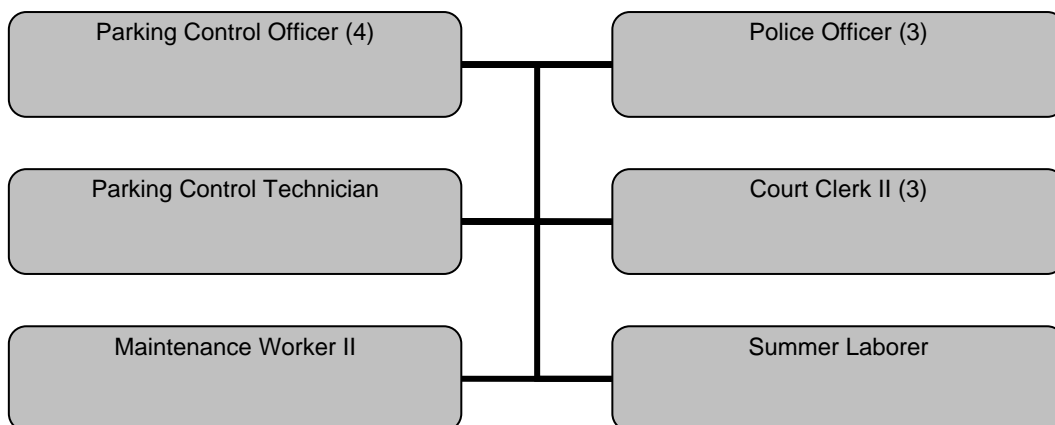 Parking Control Officer (4)
Police Officer (3)
Parking Control Technician
Court Clerk II (3)
Maintenance Worker II
Summer Laborer